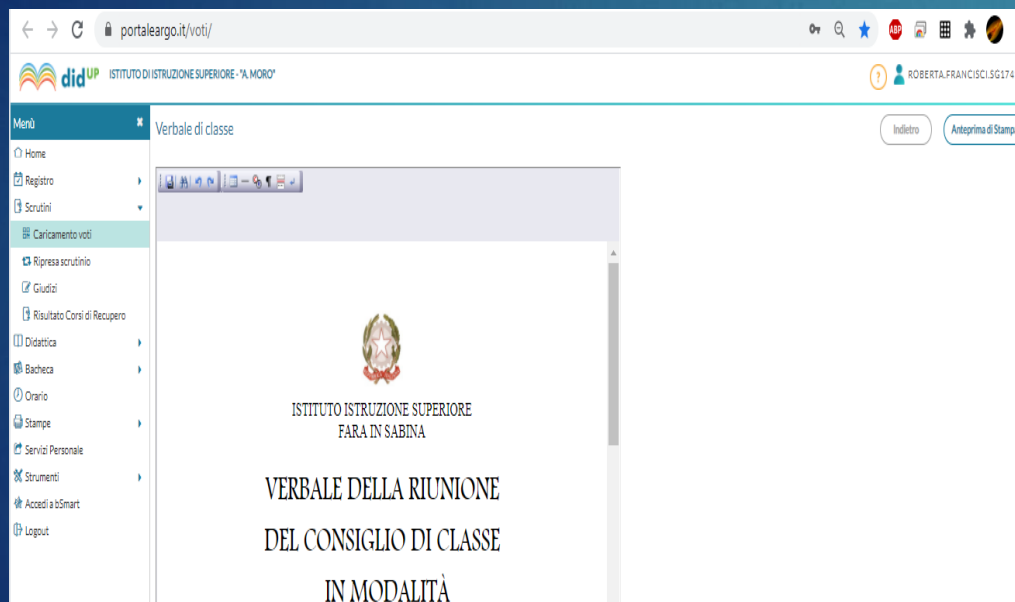 portaleargo.it/voti/
ABP
didUP ISTITUTO DI ISTRUZIONE SUPERIORE - "A. MORO"
? ROBERTA.FRANCISCI.SG174
Menù
Verbale di classe
Indietro
Anteprima di Stampa
Home
Registro
Scrutini
Caricamento voti
Ripresa scrutinio
Giudizi
Risultato Corsi di Recupero
Didattica
Bacheca
Orario
Stampe
Servizi Personale
Strumenti
Accedi a bSmart
Logout
ISTITUTO ISTRUZIONE SUPERIORE
FARA IN SABINA
VERBALE DELLA RIUNIONE
DEL CONSIGLIO DI CLASSE
IN MODALITÀ